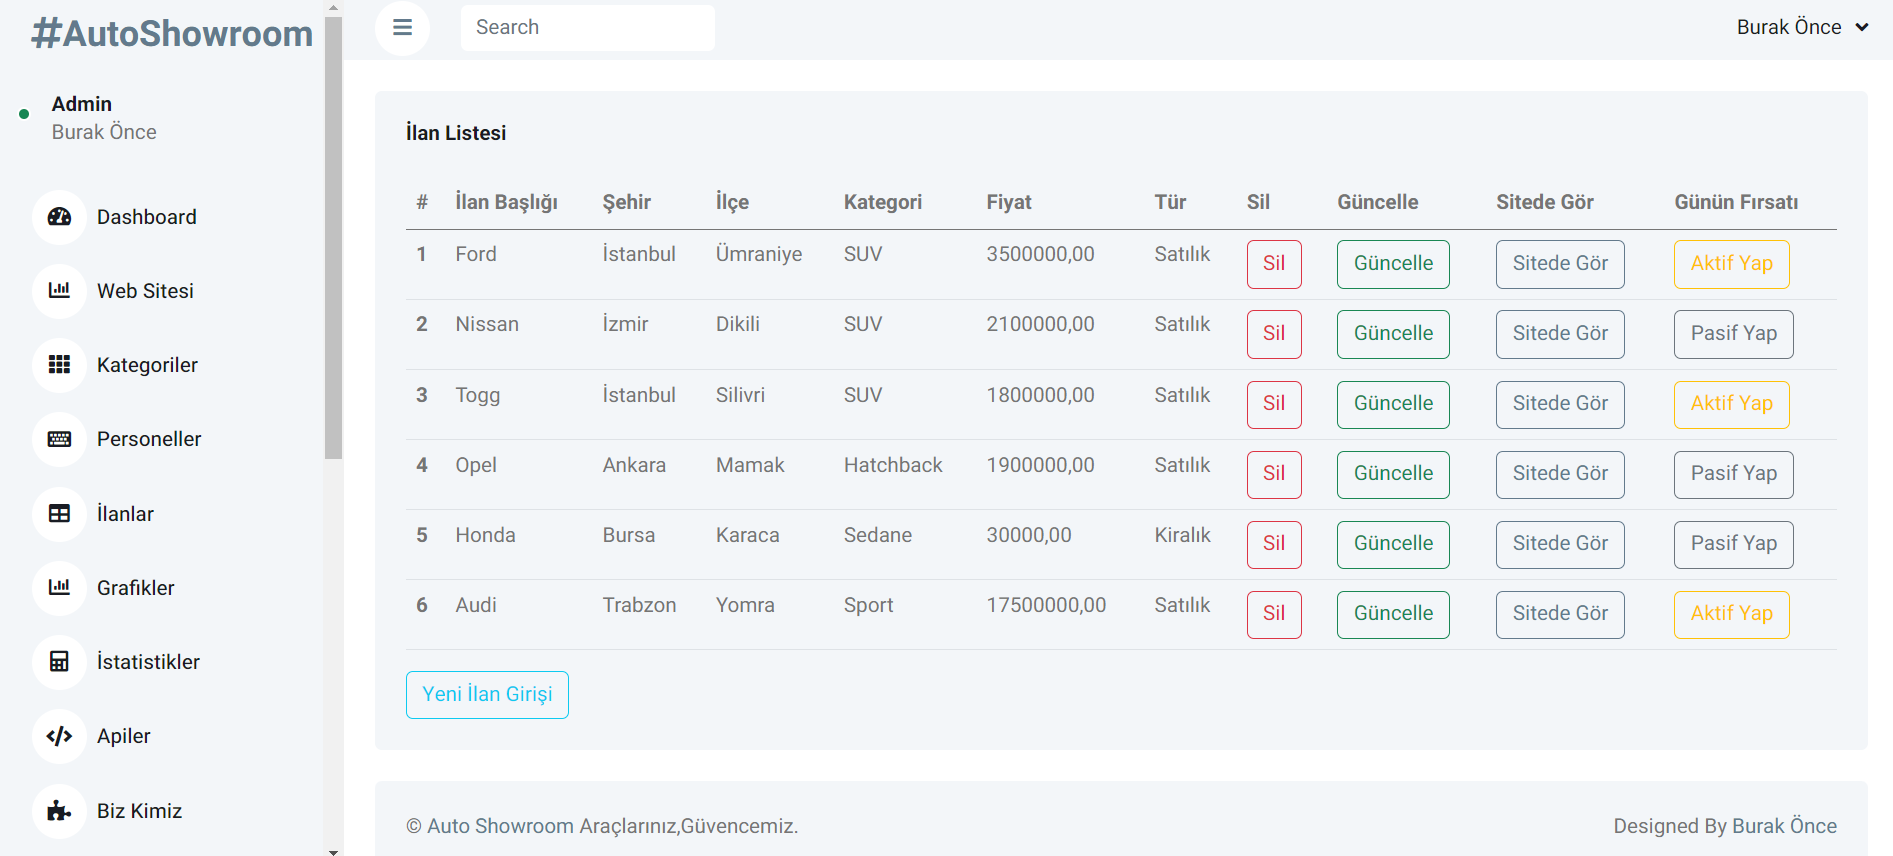 #AutoShowroom
Search
Burak Önce
Admin
Burak Önce
Dashboard
Web Sitesi
Kategoriler
Personeller
İlanlar
Grafikler
İstatistikler
Apiler
Biz Kimiz
İlan Listesi
# İlan Başlığı Şehir İlçe Kategori Fiyat Tür Sil Güncelle Sitede Gör Günün Fırsatı
1 Ford İstanbul Ümraniye SUV 3500000,00 Satılık Sil Güncelle Sitede Gör Aktif Yap
2 Nissan İzmir Dikili SUV 2100000,00 Satılık Sil Güncelle Sitede Gör Pasif Yap
3 Togg İstanbul Silivri SUV 1800000,00 Satılık Sil Güncelle Sitede Gör Aktif Yap
4 Opel Ankara Mamak Hatchback 1900000,00 Satılık Sil Güncelle Sitede Gör Pasif Yap
5 Honda Bursa Karaca Sedane 30000,00 Kiralık Sil Güncelle Sitede Gör Pasif Yap
6 Audi Trabzon Yomra Sport 17500000,00 Satılık Sil Güncelle Sitede Gör Aktif Yap
Yeni İlan Girişi
© Auto Showroom Araçlarınız,Güvencemiz.
Designed By Burak Önce